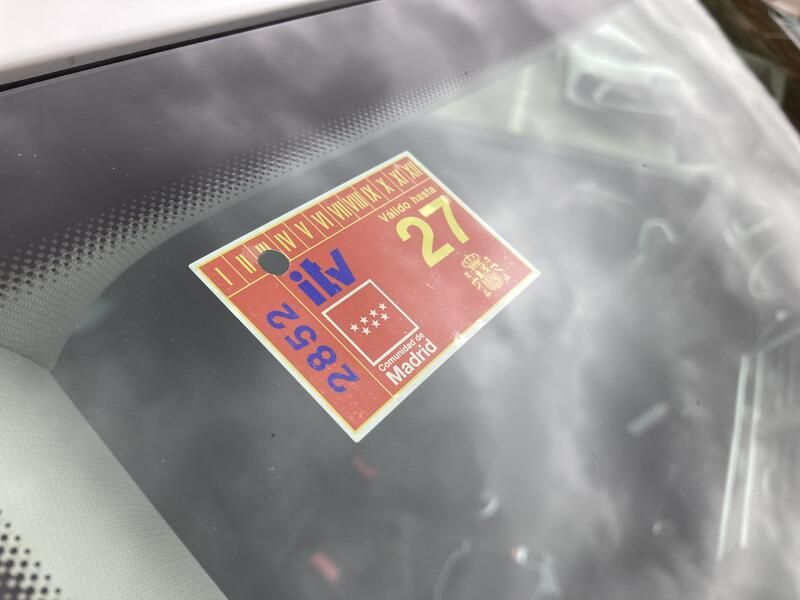 I II III IV V VI VII VIII IX X XI XII
Válido hasta
27
itv
2852
Comunidad de
Madrid